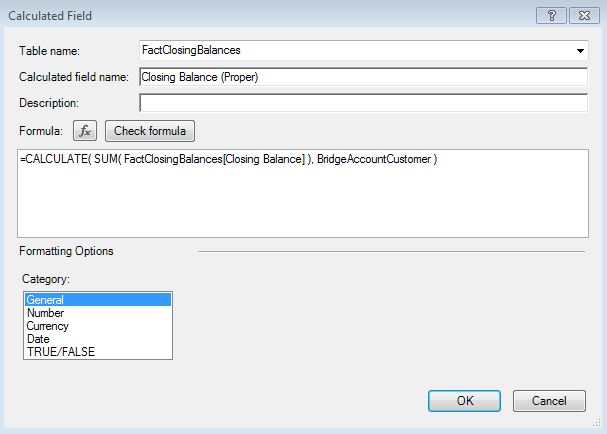 Calculated Field
Table name: FactClosingBalances
Calculated field name: Closing Balance (Proper)
Description:
Formula: fx Check formula
=CALCULATE( SUM( FactClosingBalances[Closing Balance] ), BridgeAccountCustomer )
Formatting Options
Category:
General
Number
Currency
Date
TRUE/FALSE
OK Cancel